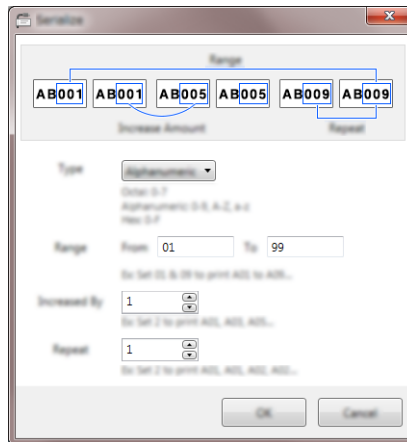 Serialize
Range
AB001 AB001 AB005 AB005 AB009 AB009
Increase Amount Repeat
Type Alphanumeric
Octal 0-7
Alphanumeric: 0-9, A-Z, a-c
Hex: 0-F
Range From 01 To 99
Ex: Set 01 & 09 to print A01 to A09...
Increased By 1
Ex: Set 2 to print A01, A03, A05...
Repeat 1
Ex: Set 2 to print A01, A01, A02, A02...
OK Cancel